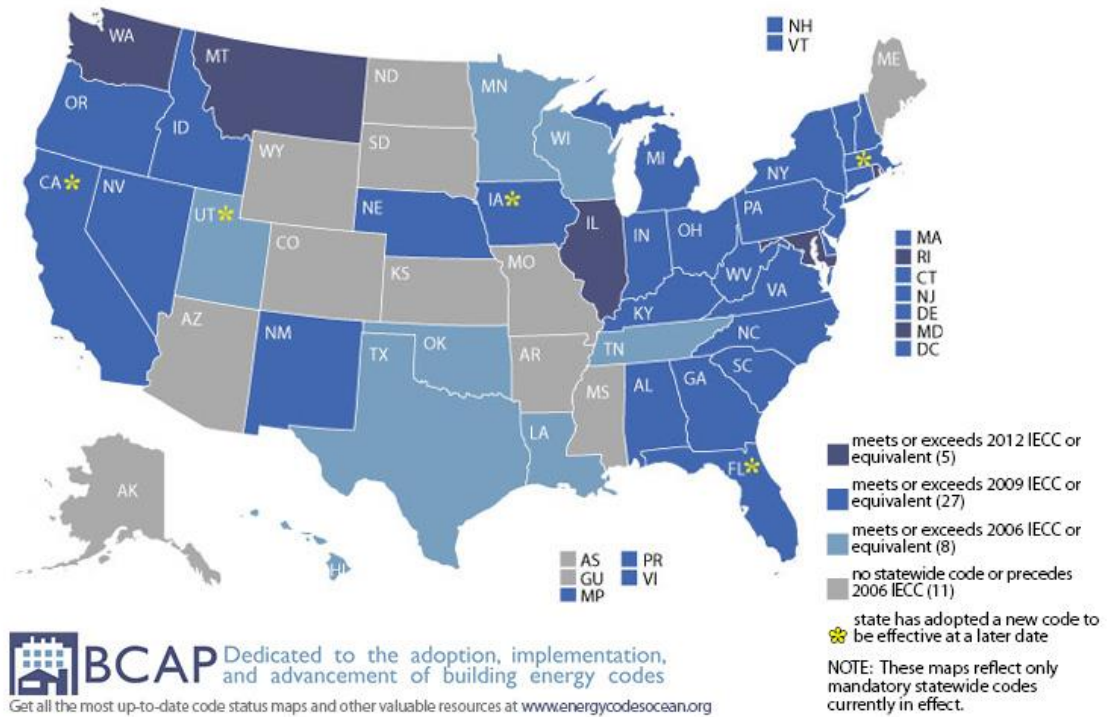 WA
MT
ND
MN
ME
NH
VT
OR
ID
WY
SD
WI
MI
NY
CA
NV
UT
NE
IA
IL
IN
OH
PA
CO
KS
MO
WV
VA
KY
MA
RI
CT
NJ
DE
MD
DC
AZ
NM
TX
OK
AR
TN
NC
SC
MS
AL
GA
LA
FL
AK
HI
AS
GU
MP
PR
VI
meets or exceeds 2012 IECC or
equivalent (5)
meets or exceeds 2009 IECC or
equivalent (27)
meets or exceeds 2006 IECC or
equivalent (8)
no statewide code or precedes
2006 IECC (11)
state has adopted a new code to
be effective at a later date
NOTE: These maps reflect only
mandatory statewide codes
currently in effect.
BCAP
Dedicated to the adoption, implementation,
and advancement of building energy codes
Get all the most up-to-date code status maps and other valuable resources at www.energycodesocean.org